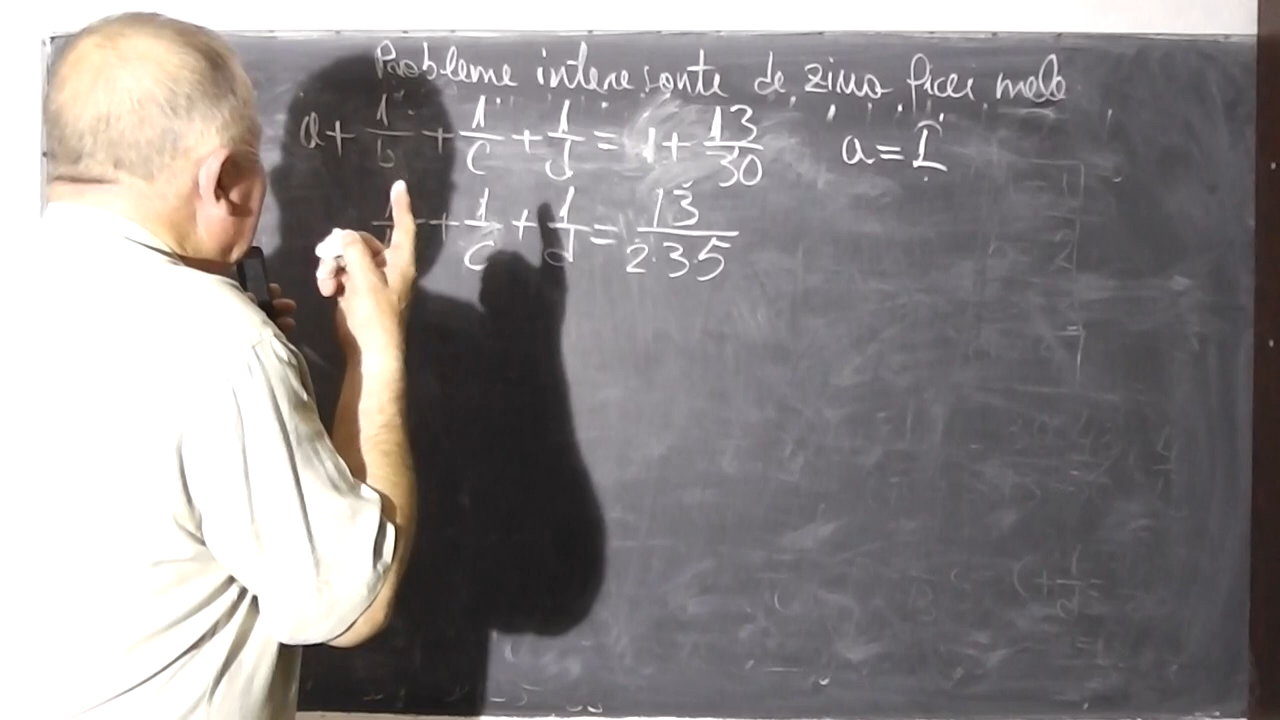 Probleme interesante de ziua fiicei mele
a + 1/b + 1/c + 1/d = 1 + 13/30 a = 1
1/b + 1/c + 1/d = 13/2·3·5